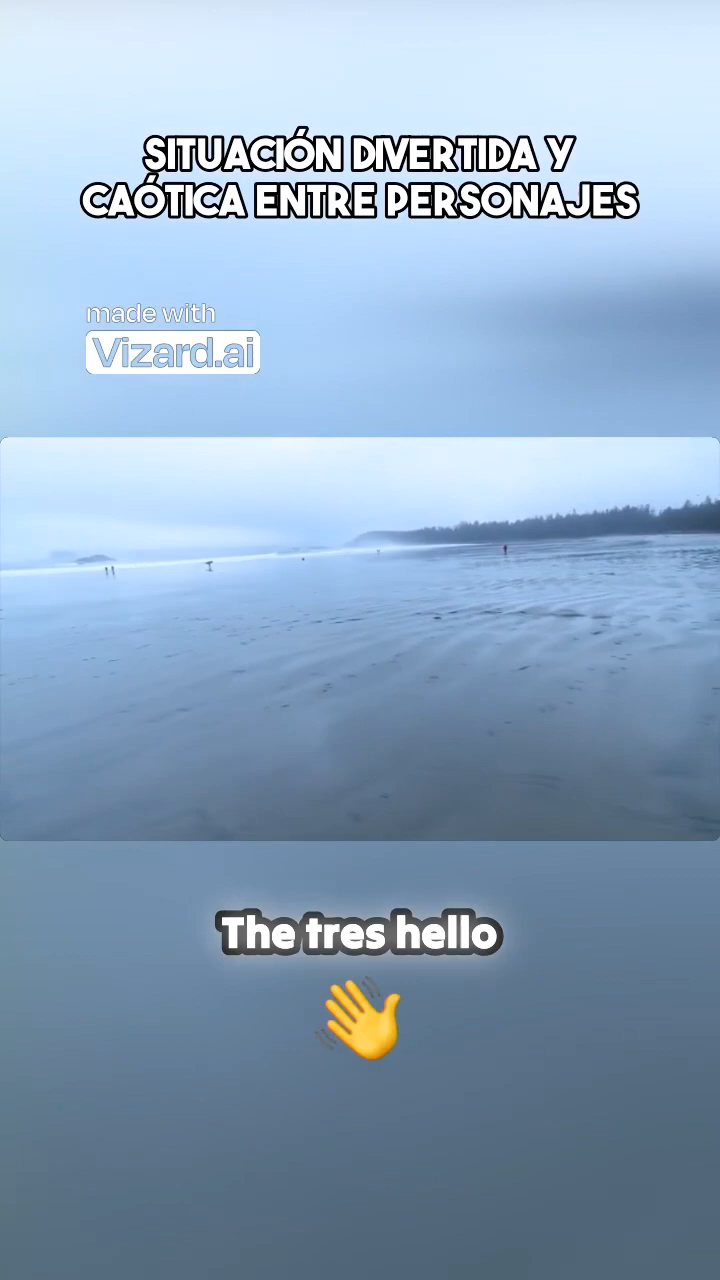 SITUACIÓN DIVERTIDA Y
CAÓTICA ENTRE PERSONAJES
made with
Vizard.ai
The tres hello